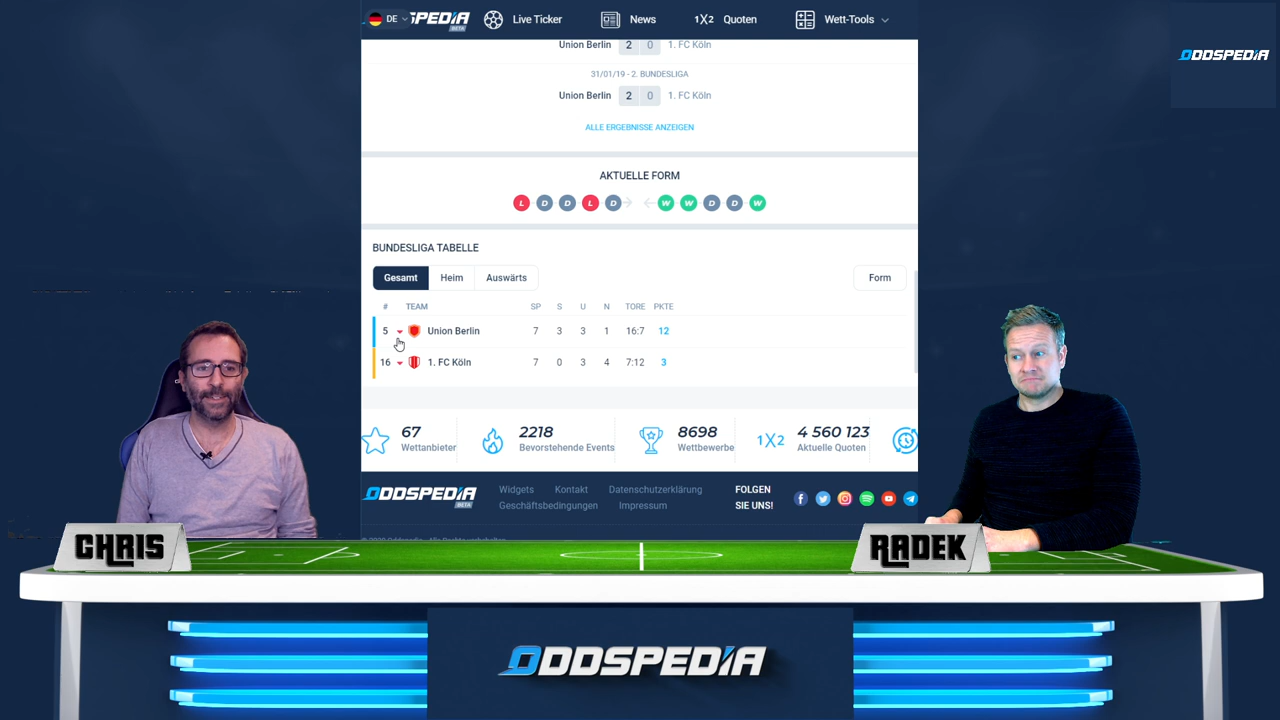 DE
ODDSPEDIA
BETA
Live Ticker
News
1X2 Quoten
Wett-Tools
ODDSPEDIA
Union Berlin 2 0 1. FC Köln
31/01/19 - 2. BUNDESLIGA
Union Berlin 2 0 1. FC Köln
ALLE ERGEBNISSE ANZEIGEN
AKTUELLE FORM
L D D L D W W D D W
BUNDESLIGA TABELLE
Gesamt Heim Auswärts Form
# TEAM SP S U N TORE PKTE
5 Union Berlin 7 3 3 1 16:7 12
16 1. FC Köln 7 0 3 4 7:12 3
67
Wettanbieter
2218
Bevorstehende Events
8698
Wettbewerbe
1X2
4 560 123
Aktuelle Quoten
ODDSPEDIA
BETA
Widgets Kontakt Datenschutzerklärung
Geschäftsbedingungen Impressum
FOLGEN
SIE UNS!
CHRIS
RADEK
ODDSPEDIA